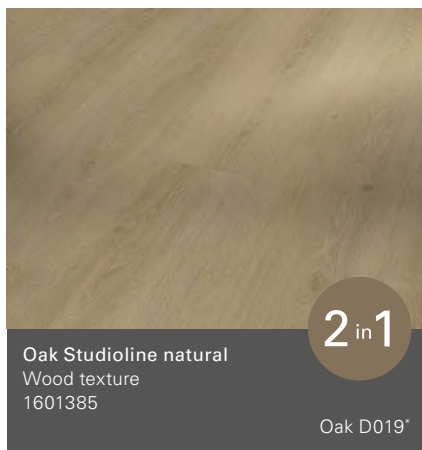 2 in 1
Oak Studioline natural
Wood texture
1601385
Oak D019*